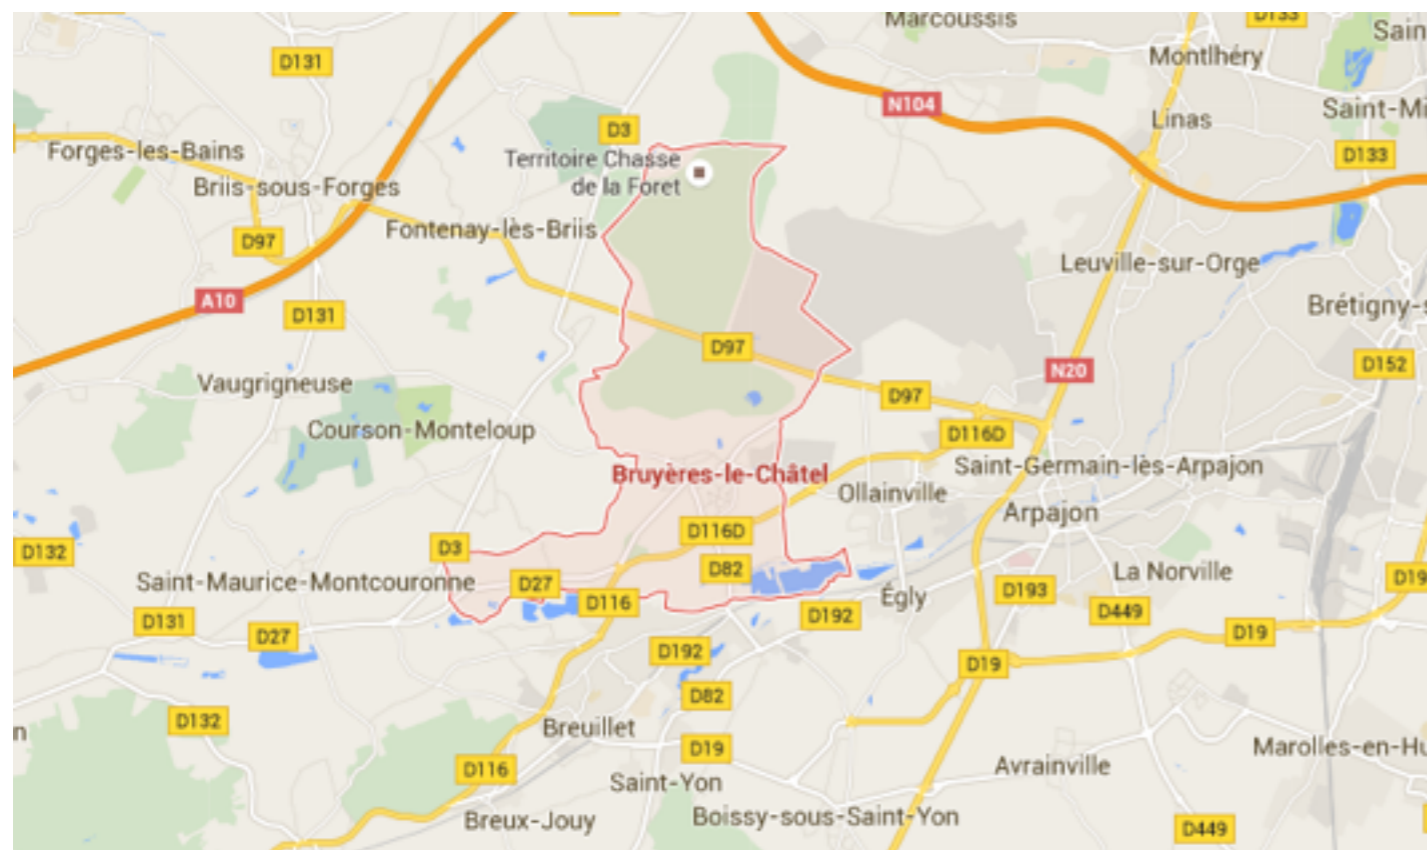 Marcoussis
D133
Sain
D131
Montlhéry
N104
Saint-Mi
Linas
D3
D133
Forges-les-Bains
Territoire Chasse
de la Foret
Briis-sous-Forges
Fontenay-lès-Briis
D97
Leuville-sur-Orge
A10
Brétigny-s
D131
D97
D152
N20
Vaugrigneuse
D97
Courson-Monteloup
D116D
Saint-Germain-lès-Arpajon
Bruyères-le-Châtel
Ollainville
Arpajon
D116D
D3
D132
D82
La Norville
Saint-Maurice-Montcouronne
D27
D19
D193
Égly
D116
D449
D192
D131
D27
D19
D192
D19
D82
D132
n
Breuillet
D19
Marolles-en-Hu
D116
Avrainville
Saint-Yon
Breux-Jouy
Boissy-sous-Saint-Yon
D449